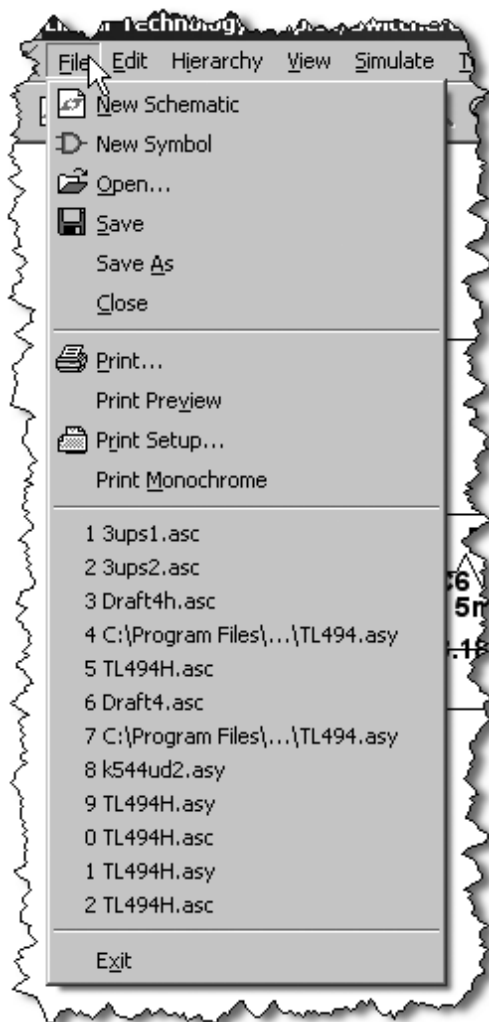 Technology
File Edit Hierarchy View Simulate T
New Schematic
New Symbol
Open...
Save
Save As
Close
Print...
Print Preview
Print Setup...
Print Monochrome
1 3ups1.asc
2 3ups2.asc
3 Draft4h.asc
4 C:\Program Files\...\TL494.asy
5 TL494H.asc
6 Draft4.asc
7 C:\Program Files\...\TL494.asy
8 k544ud2.asy
9 TL494H.asy
0 TL494H.asc
1 TL494H.asy
2 TL494H.asc
Exit